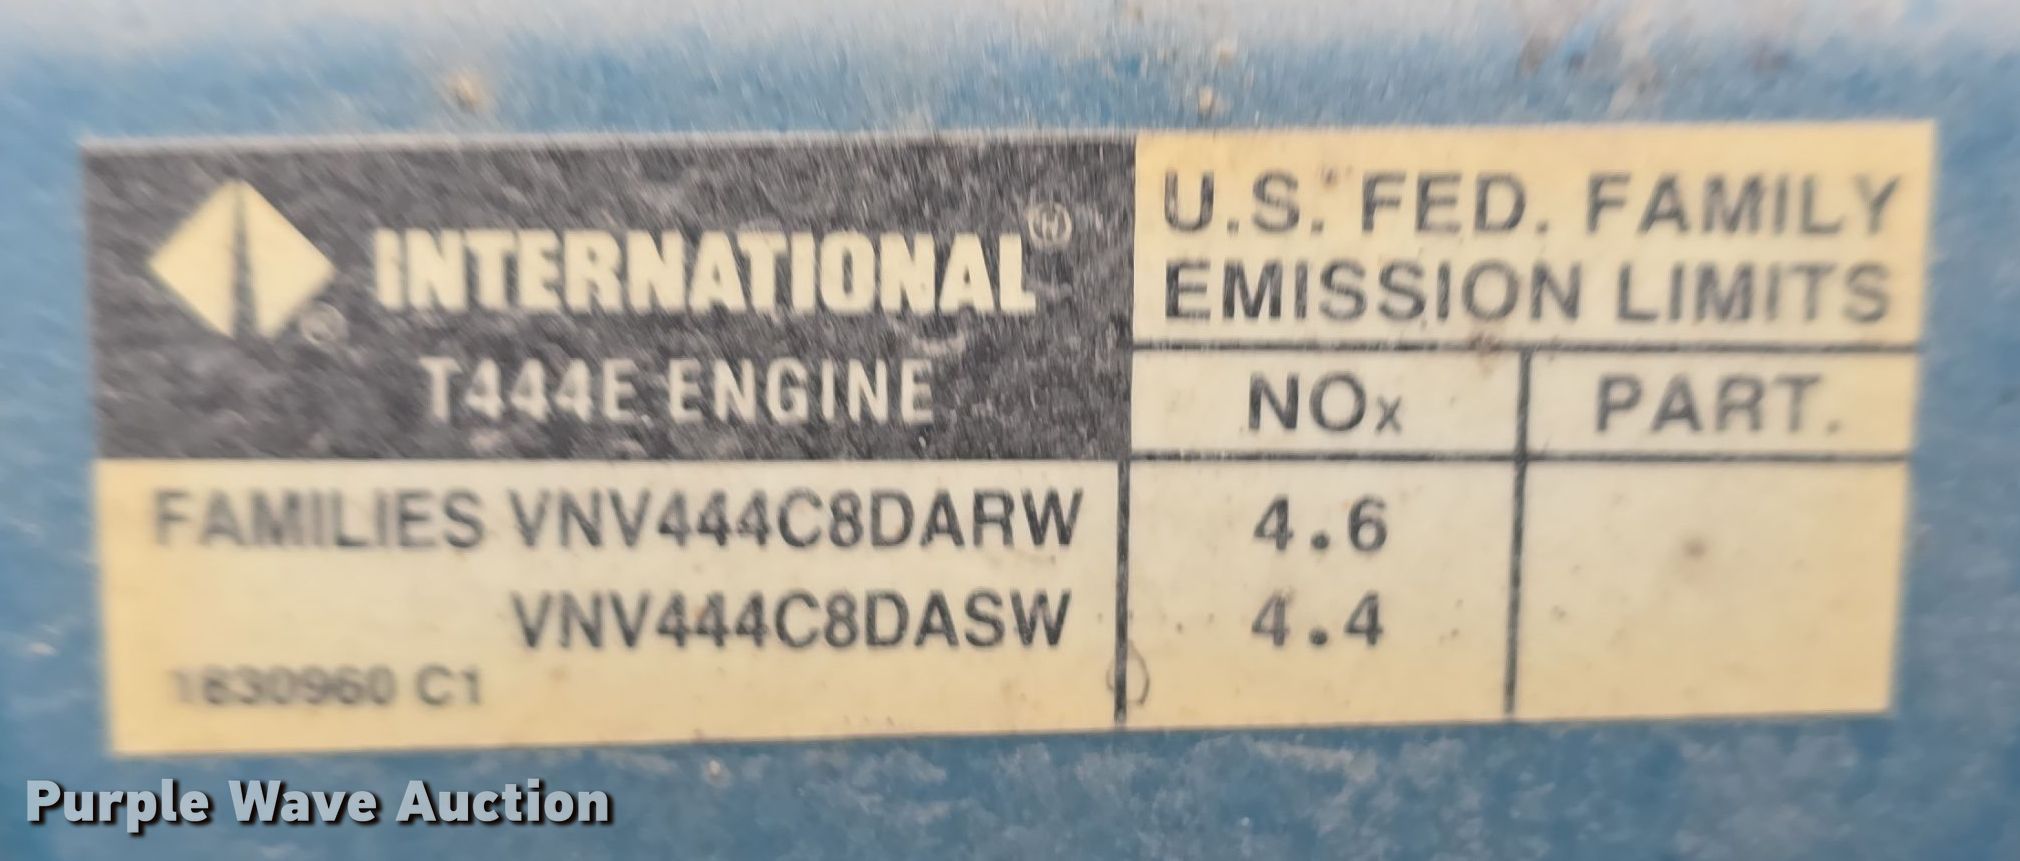 INTERNATIONAL®
T444E ENGINE
U.S. FED. FAMILY
EMISSION LIMITS
NOx PART.
FAMILIES VNV444C8DARW 4.6
VNV444C8DASW 4.4
1830960 C1
Purple Wave Auction